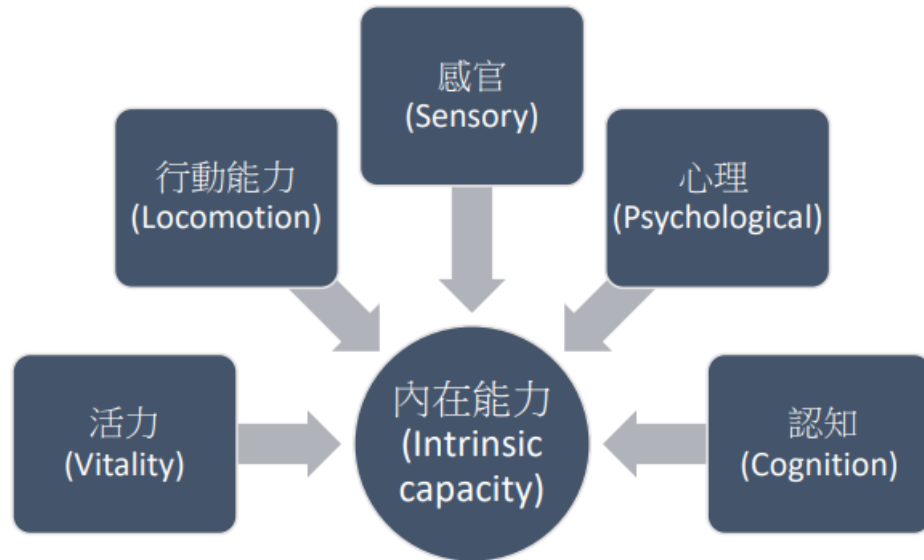 感官
(Sensory)
行動能力
(Locomotion)
心理
(Psychological)
活力
(Vitality)
內在能力
(Intrinsic
capacity)
認知
(Cognition)